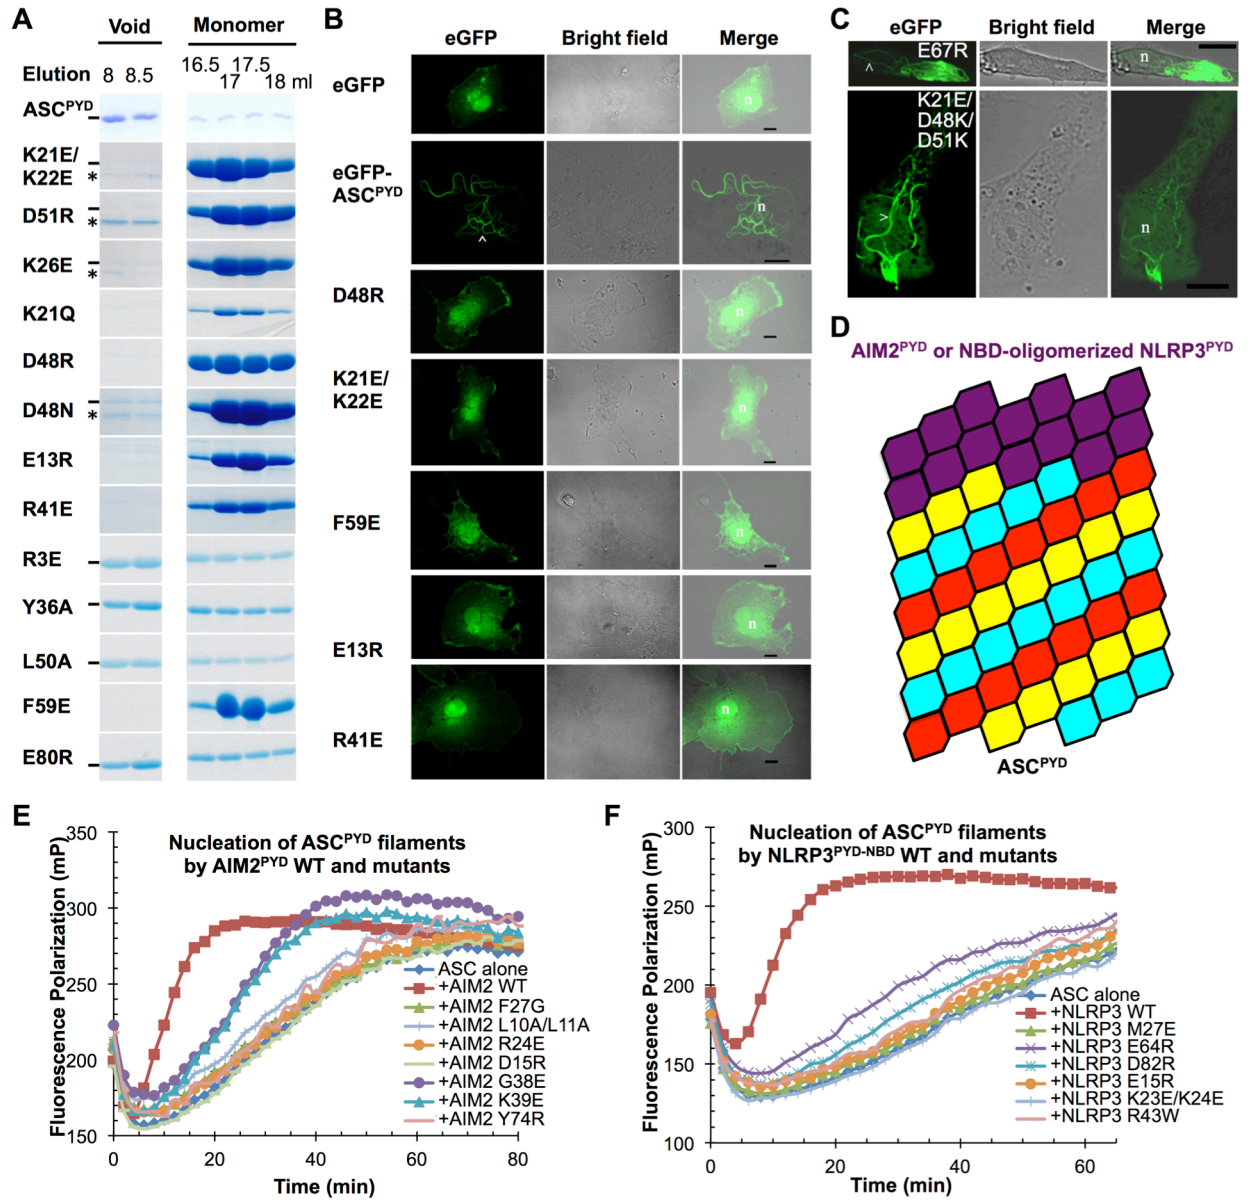 A
Void
Monomer
Elution
8 8.5
16.5 17.5
17 18 ml
ASCPYD
K21E/
K22E
*
D51R
*
K26E
*
K21Q
D48R
D48N
*
E13R
R41E
R3E
Y36A
L50A
F59E
E80R
B
eGFP Bright field Merge
eGFP
n
eGFP-
ASCPYD
n
^
D48R
n
K21E/
K22E
n
F59E
n
E13R
n
R41E
n
C
eGFP Bright field Merge
E67R
^
n
K21E/
D48K/
D51K
>
n
D
AIM2PYD or NBD-oligomerized NLRP3PYD
ASCPYD
E
Nucleation of ASCPYD filaments
by AIM2PYD WT and mutants
Fluorescence Polarization (mP)
350
300
250
200
150
0 20 40 60 80
Time (min)
ASC alone
+AIM2 WT
+AIM2 F27G
+AIM2 L10A/L11A
+AIM2 R24E
+AIM2 D15R
+AIM2 G38E
+AIM2 K39E
+AIM2 Y74R
F
Nucleation of ASCPYD filaments
by NLRP3PYD-NBD WT and mutants
Fluorescence Polarization (mP)
300
250
200
150
100
0 20 40 60
Time (min)
ASC alone
+NLRP3 WT
+NLRP3 M27E
+NLRP3 E64R
+NLRP3 D82R
+NLRP3 E15R
+NLRP3 K23E/K24E
+NLRP3 R43W